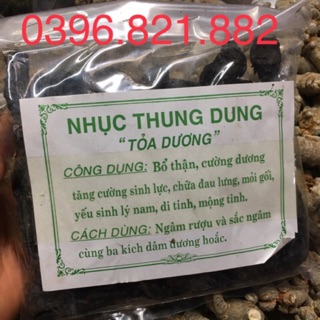 0396.821.882
NHỤC THUNG DUNG
"TỎA DƯƠNG"
CÔNG DỤNG: Bổ thận, cường dương
tăng cường sinh lực, chữa đau lưng, mỏi gối,
yếu sinh lý nam, di tinh, mộng tinh.
CÁCH DÙNG: Ngâm rượu và sắc ngâm
cùng ba kích dâm dương hoắc.